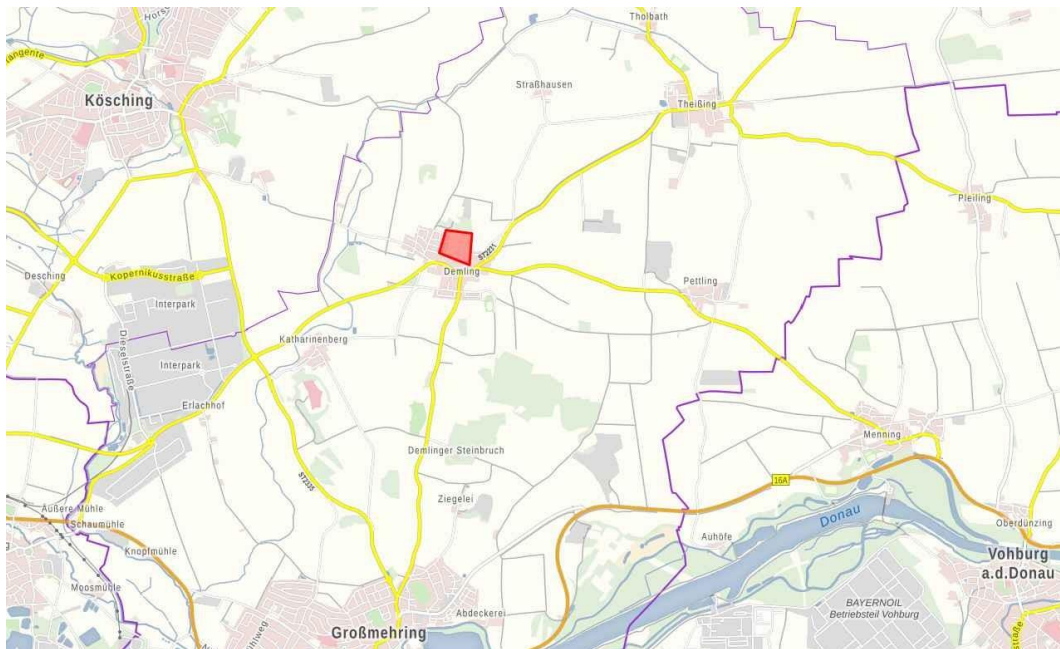 Tholbath
Straßhausen
Kösching
Theißing
Pleiling
ST2231
Demling
Desching
Kopernikusstraße
Interpark
Pettling
Dieselstraße
Katharinenberg
Interpark
Erlachhof
Menning
Demlinger Steinbruch
ST2335
16A
Ziegelei
Äußere Mühle
Donau
Schaumühle
Oberdünzing
Auhöfe
Knopfmühle
Vohburg
a.d.Donau
Moosmühle
BAYERNOIL
Betriebsteil Vohburg
Abdeckerei
Großmehring